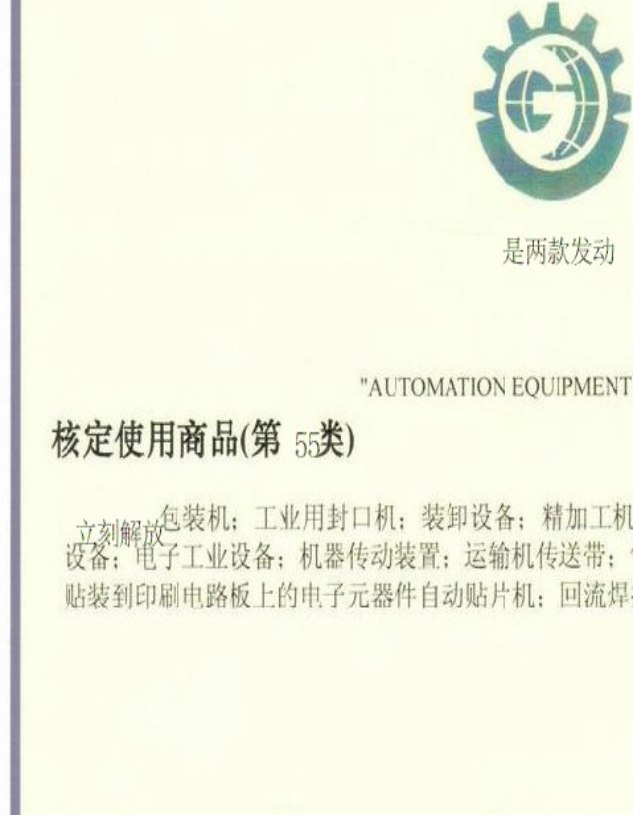 是两款发动
"AUTOMATION EQUIPMENT
核定使用商品(第 55类)
立刻解放包装机；工业用封口机；装卸设备；精加工机
设备；电子工业设备；机器传动装置；运输机传送带；
贴装到印刷电路板上的电子元器件自动贴片机；回流焊